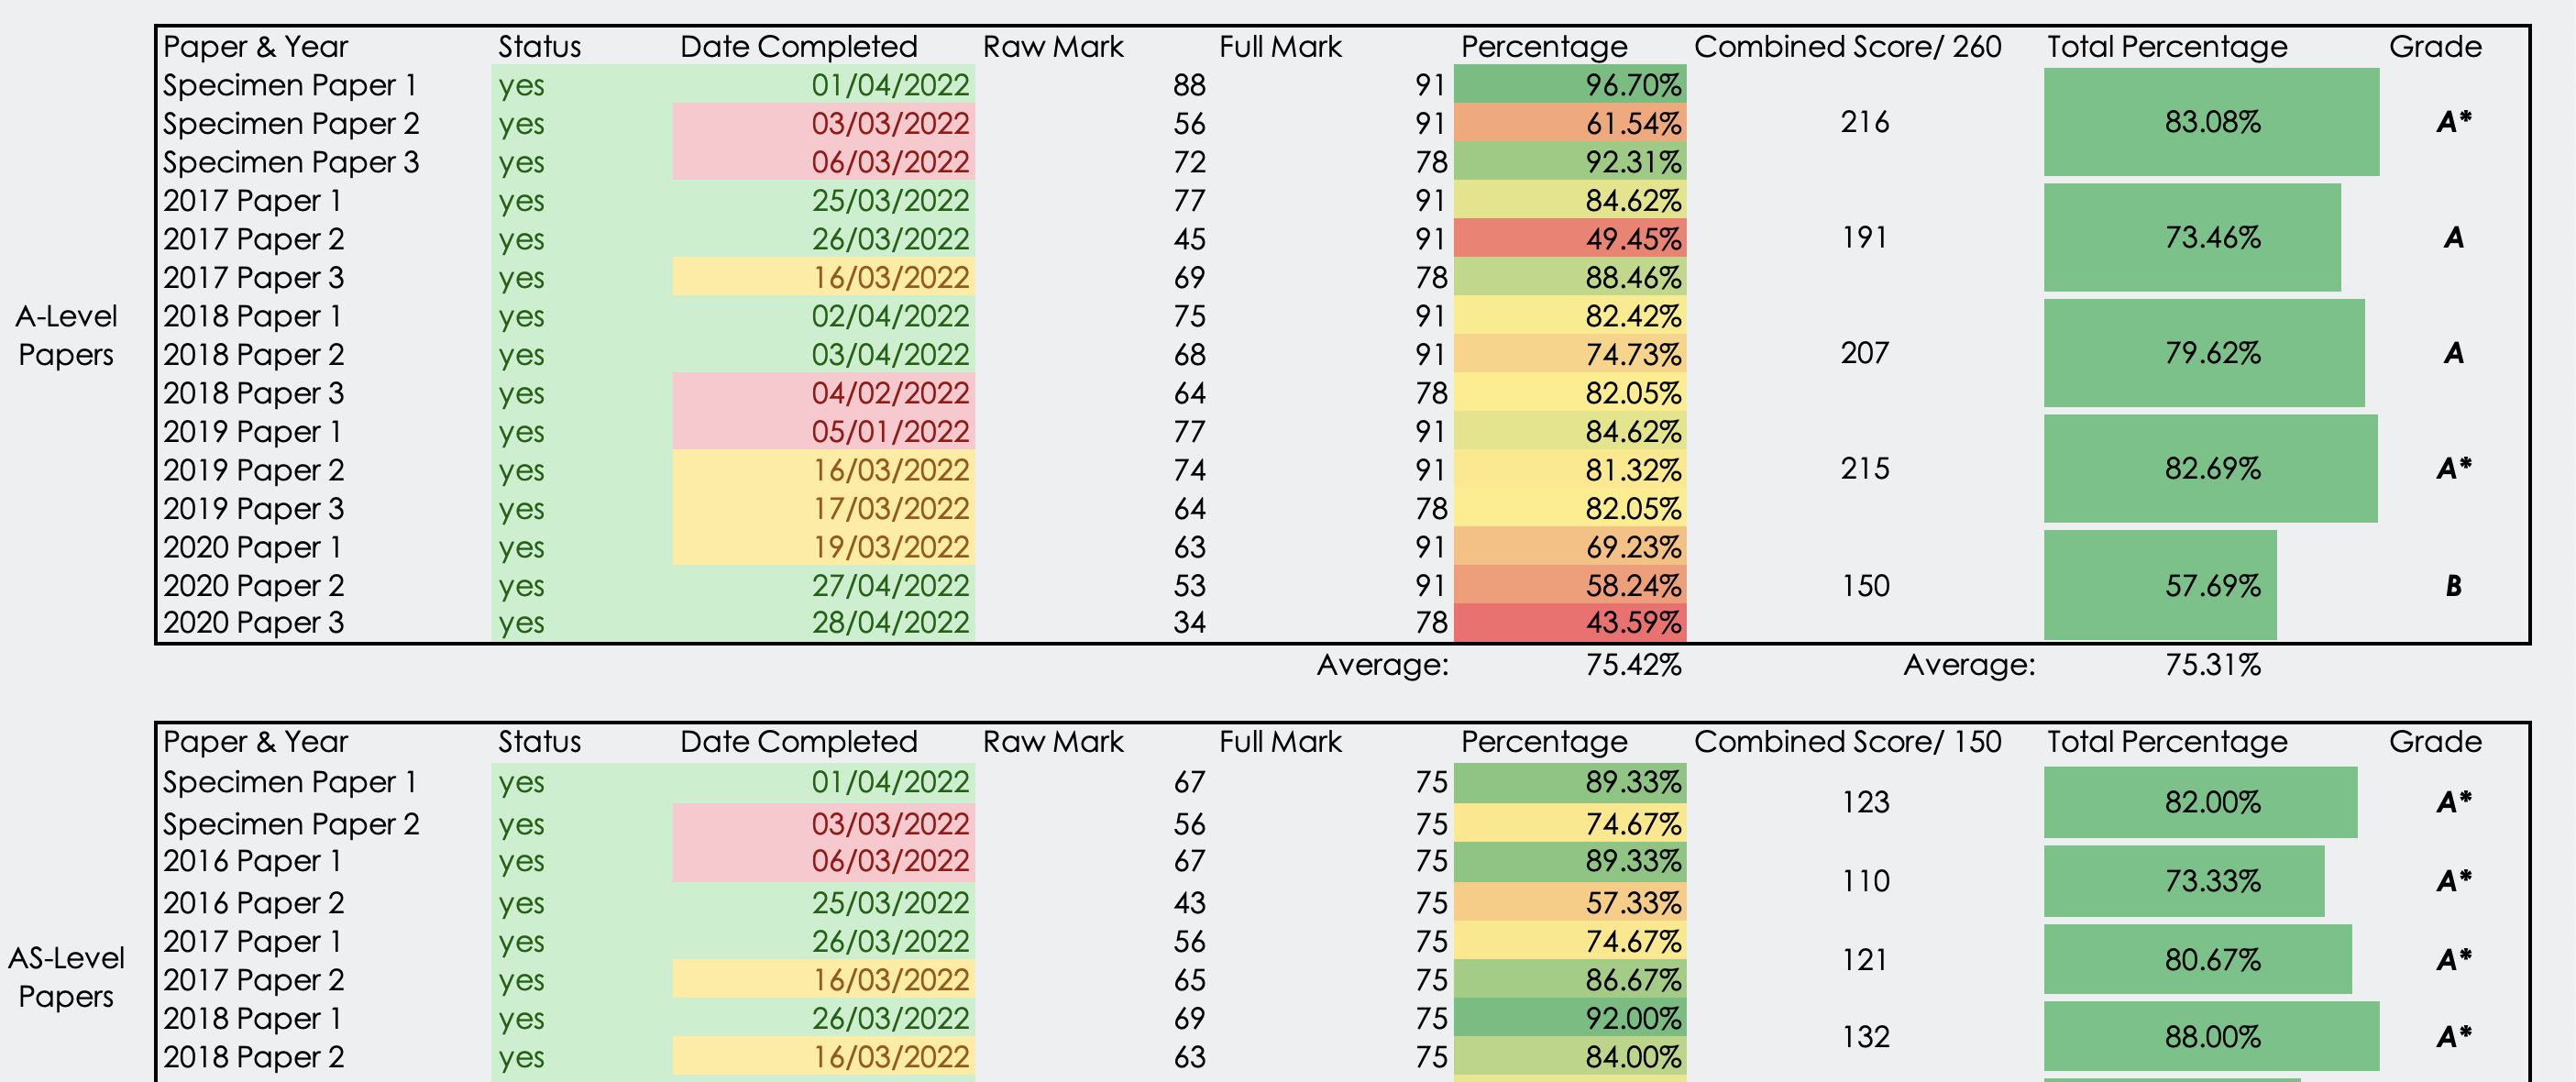 Paper & Year Status Date Completed Raw Mark Full Mark Percentage Combined Score/ 260 Total Percentage Grade
Specimen Paper 1 yes 01/04/2022 88 91 96.70%
Specimen Paper 2 yes 03/03/2022 56 91 61.54% 216 83.08% A*
Specimen Paper 3 yes 06/03/2022 72 78 92.31%
2017 Paper 1 yes 25/03/2022 77 91 84.62%
2017 Paper 2 yes 26/03/2022 45 91 49.45% 191 73.46% A
2017 Paper 3 yes 16/03/2022 69 78 88.46%
A-Level 2018 Paper 1 yes 02/04/2022 75 91 82.42%
Papers 2018 Paper 2 yes 03/04/2022 68 91 74.73% 207 79.62% A
2018 Paper 3 yes 04/02/2022 64 78 82.05%
2019 Paper 1 yes 05/01/2022 77 91 84.62%
2019 Paper 2 yes 16/03/2022 74 91 81.32% 215 82.69% A*
2019 Paper 3 yes 17/03/2022 64 78 82.05%
2020 Paper 1 yes 19/03/2022 63 91 69.23%
2020 Paper 2 yes 27/04/2022 53 91 58.24% 150 57.69% B
2020 Paper 3 yes 28/04/2022 34 78 43.59%
Average: 75.42% Average: 75.31%
Paper & Year Status Date Completed Raw Mark Full Mark Percentage Combined Score/ 150 Total Percentage Grade
Specimen Paper 1 yes 01/04/2022 67 75 89.33%
123 82.00% A*
Specimen Paper 2 yes 03/03/2022 56 75 74.67%
2016 Paper 1 yes 06/03/2022 67 75 89.33%
110 73.33% A*
2016 Paper 2 yes 25/03/2022 43 75 57.33%
2017 Paper 1 yes 26/03/2022 56 75 74.67%
AS-Level 121 80.67% A*
2017 Paper 2 yes 16/03/2022 65 75 86.67%
Papers
2018 Paper 1 yes 26/03/2022 69 75 92.00%
132 88.00% A*
2018 Paper 2 yes 16/03/2022 63 75 84.00%